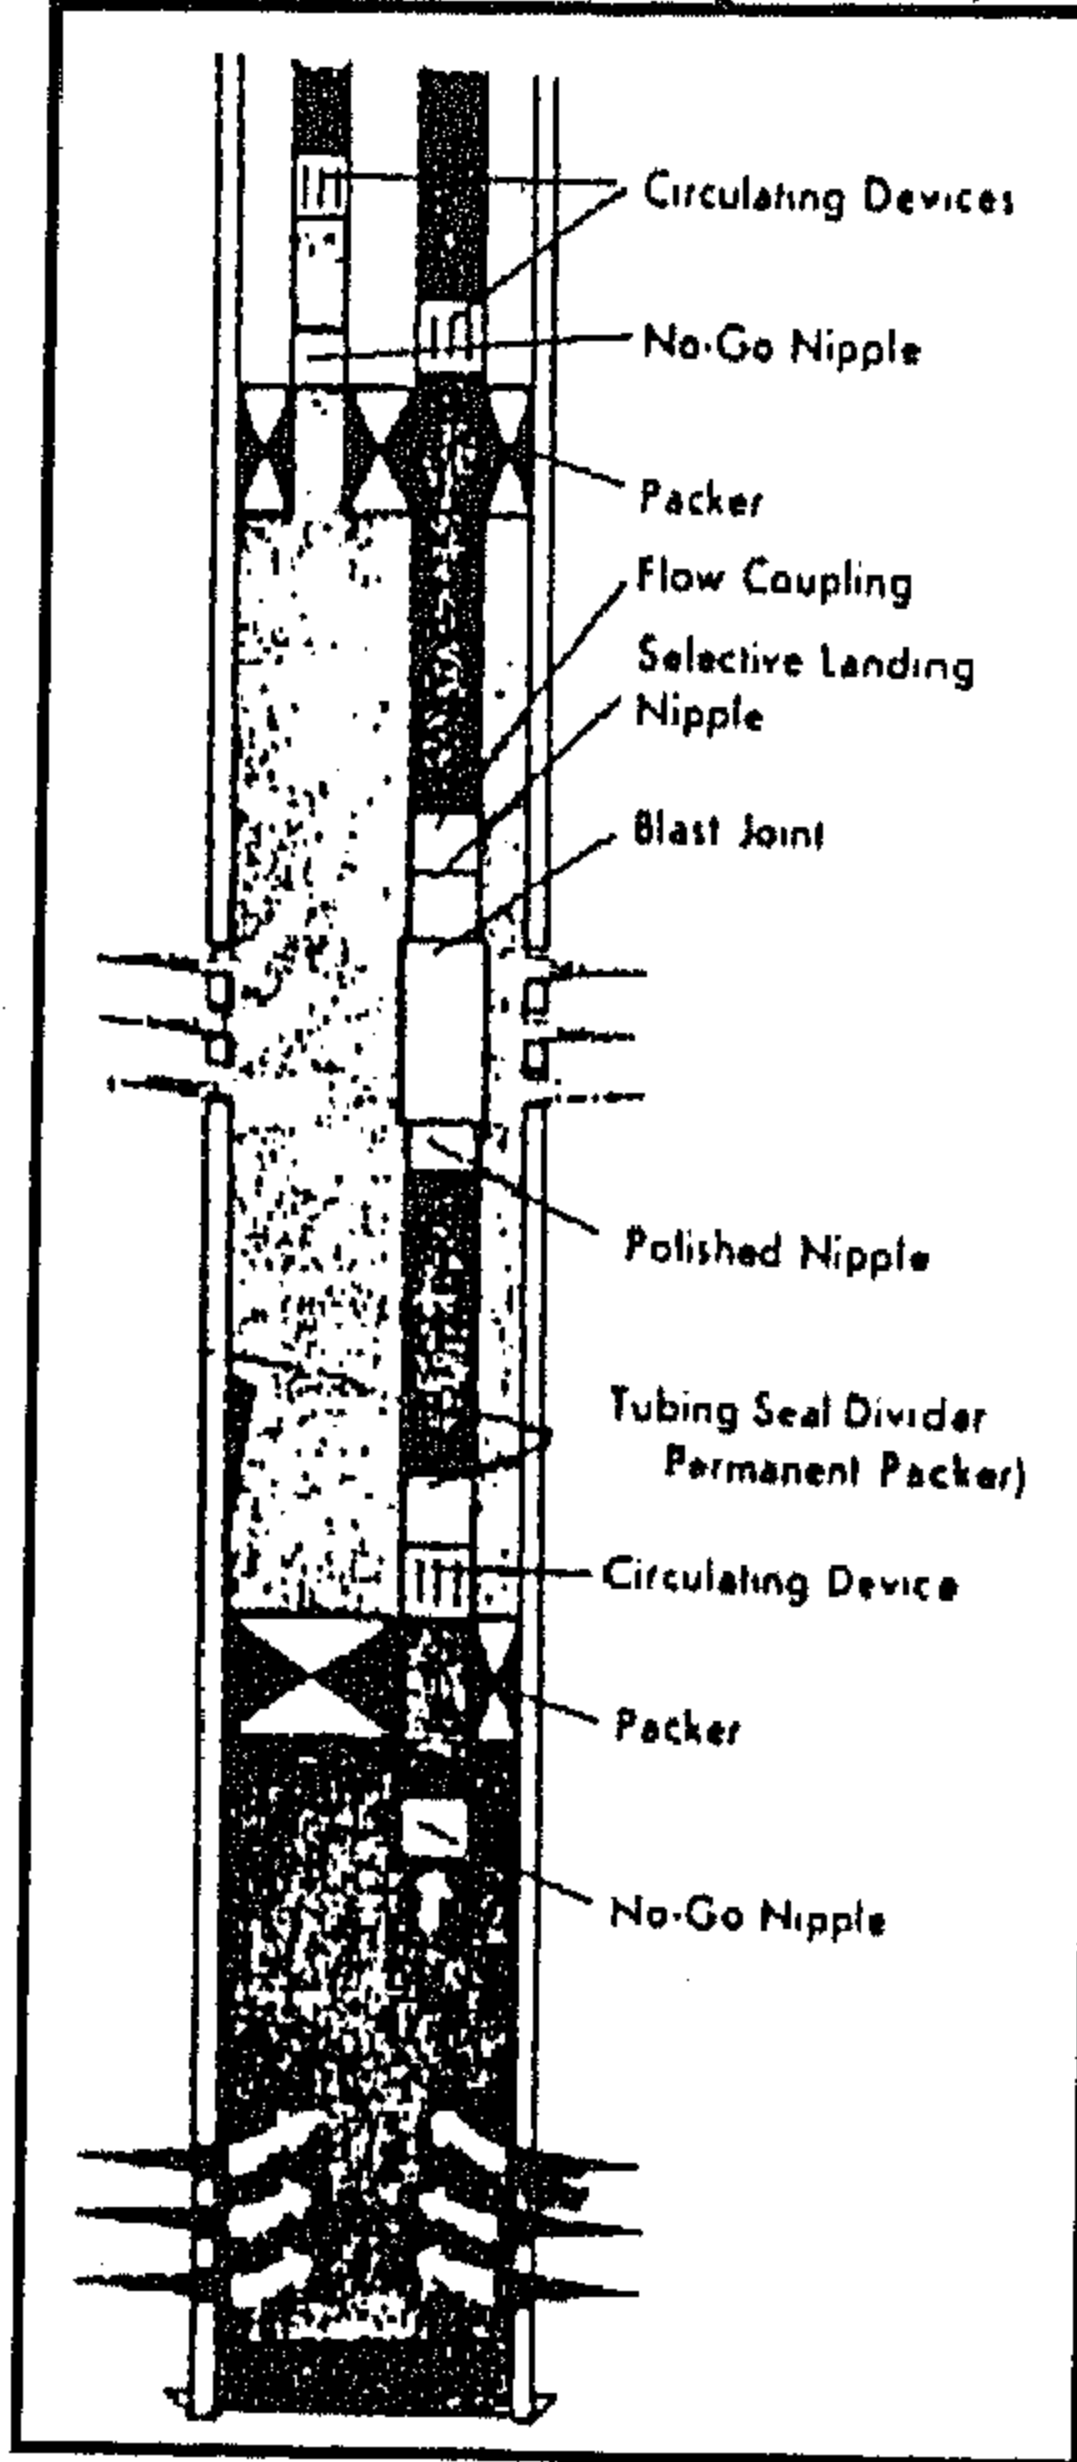 Circulating Devices
No-Go Nipple
Packer
Flow Coupling
Selective Landing
Nipple
Blast Joint
Polished Nipple
Tubing Seal Divider
Permanent Packer)
Circulating Device
Packer
No-Go Nipple